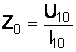 Z₀ = U₁₀ / I₁₀